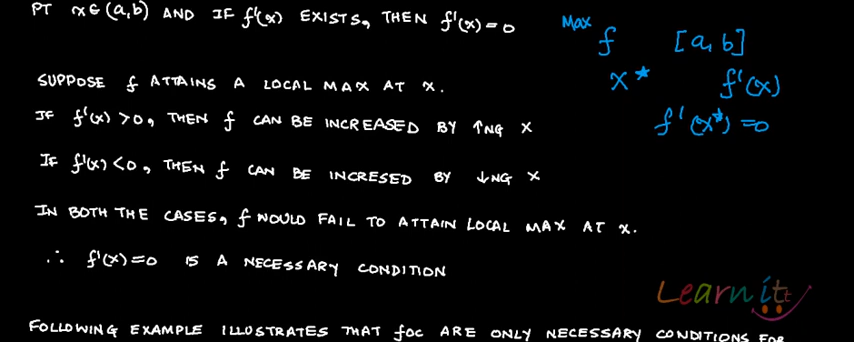 PT x∈(a,b) AND IF f'(x) EXISTS, THEN f'(x)=0
Max f [a,b]
x* f'(x)
f'(x*)=0
SUPPOSE f ATTAINS A LOCAL MAX AT x.
IF f'(x)>0, THEN f CAN BE INCREASED BY ↑NG x
IF f'(x)<0, THEN f CAN BE INCRESED BY ↓NG x
IN BOTH THE CASES, f WOULD FAIL TO ATTAIN LOCAL MAX AT x.
∴ f'(x)=0 IS A NECESSARY CONDITION
Learnitt
FOLLOWING EXAMPLE ILLUSTRATES THAT FOC ARE ONLY NECESSARY CONDITIONS FOR